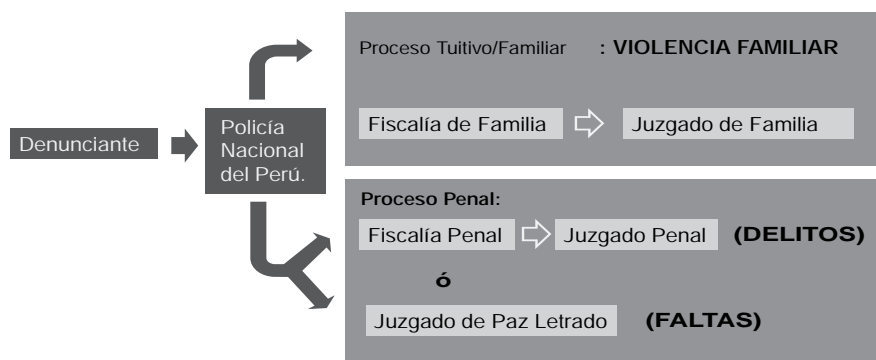 Denunciante
Policía
Nacional
del Perú.
Proceso Tuitivo/Familiar : VIOLENCIA FAMILIAR
Fiscalía de Familia
Juzgado de Familia
Proceso Penal:
Fiscalía Penal
Juzgado Penal
(DELITOS)
ó
Juzgado de Paz Letrado
(FALTAS)